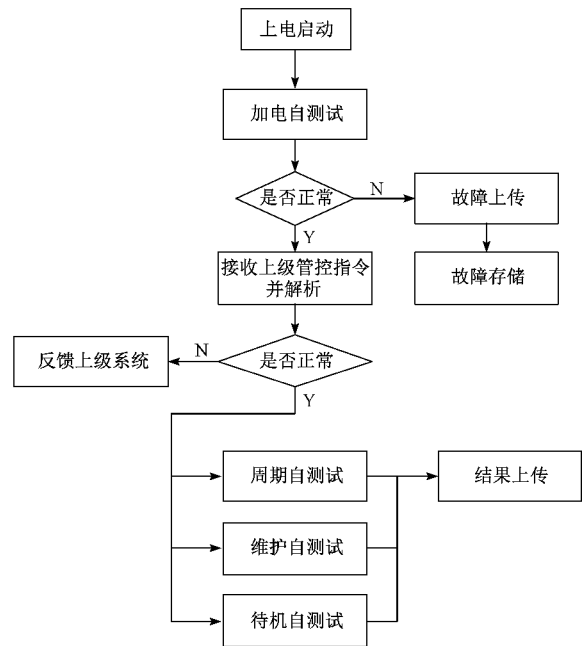 上电启动
加电自测试
是否正常
N
故障上传
Y
接收上级管控指令
并解析
故障存储
反馈上级系统
N
是否正常
Y
周期自测试
结果上传
维护自测试
待机自测试